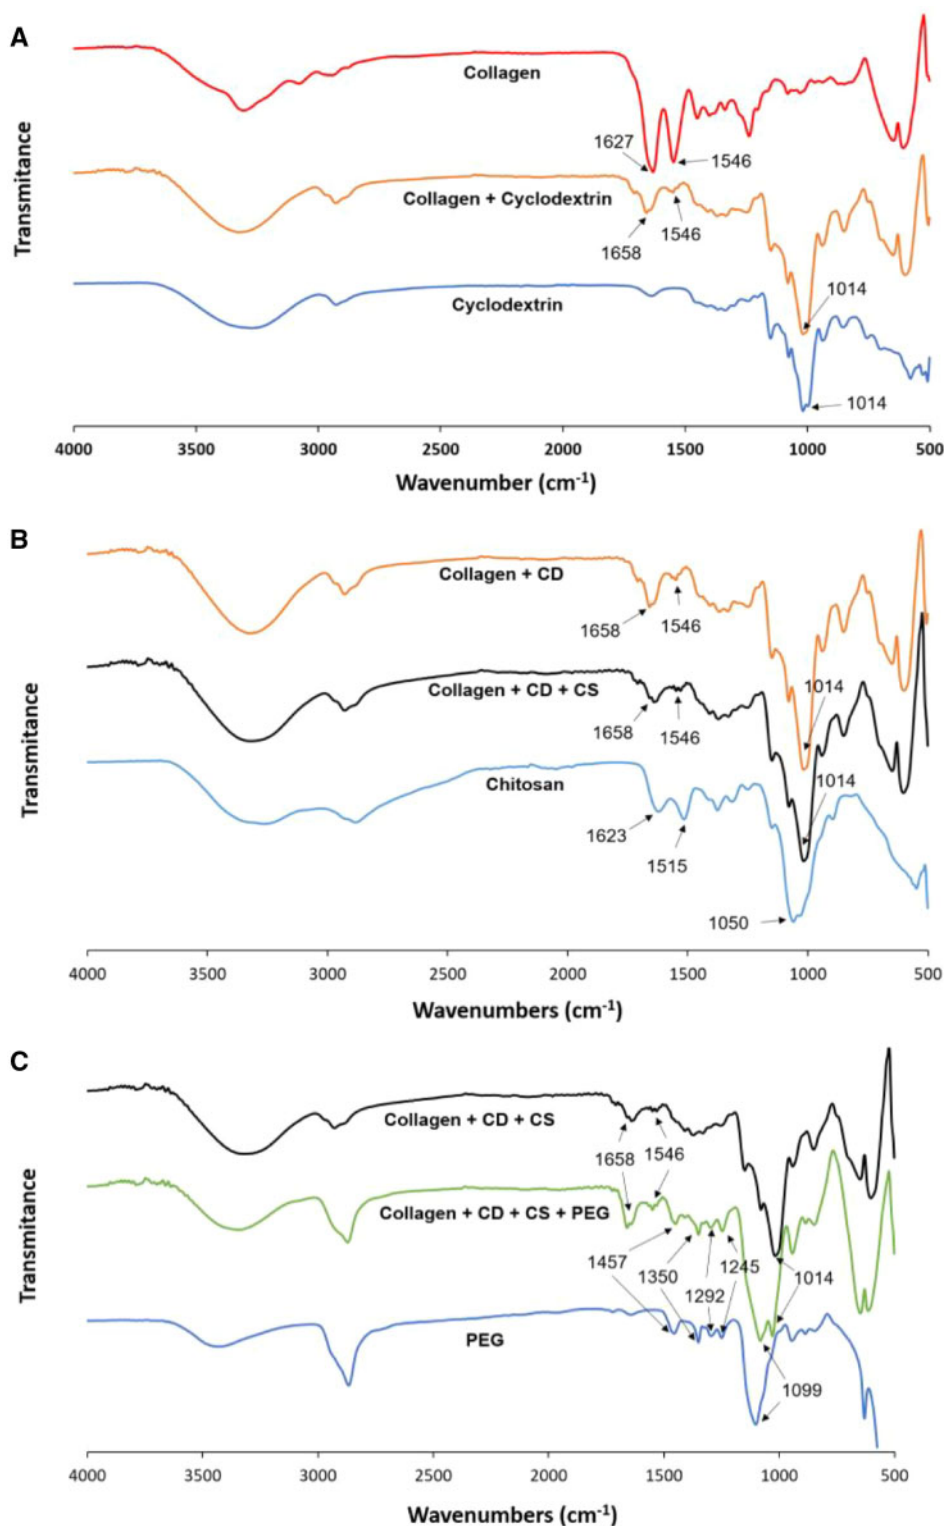 A
Transmitance
Collagen
1627
1546
Collagen + Cyclodextrin
1658
1546
1014
Cyclodextrin
1014
4000 3500 3000 2500 2000 1500 1000 500
Wavenumber (cm⁻¹)
B
Transmitance
Collagen + CD
1658
1546
1014
Collagen + CD + CS
1658
1546
1014
Chitosan
1623
1515
1050
4000 3500 3000 2500 2000 1500 1000 500
Wavenumbers (cm⁻¹)
C
Transmitance
Collagen + CD + CS
1658
1546
Collagen + CD + CS + PEG
1457
1350
1292
1245
1014
PEG
1099
4000 3500 3000 2500 2000 1500 1000 500
Wavenumbers (cm⁻¹)